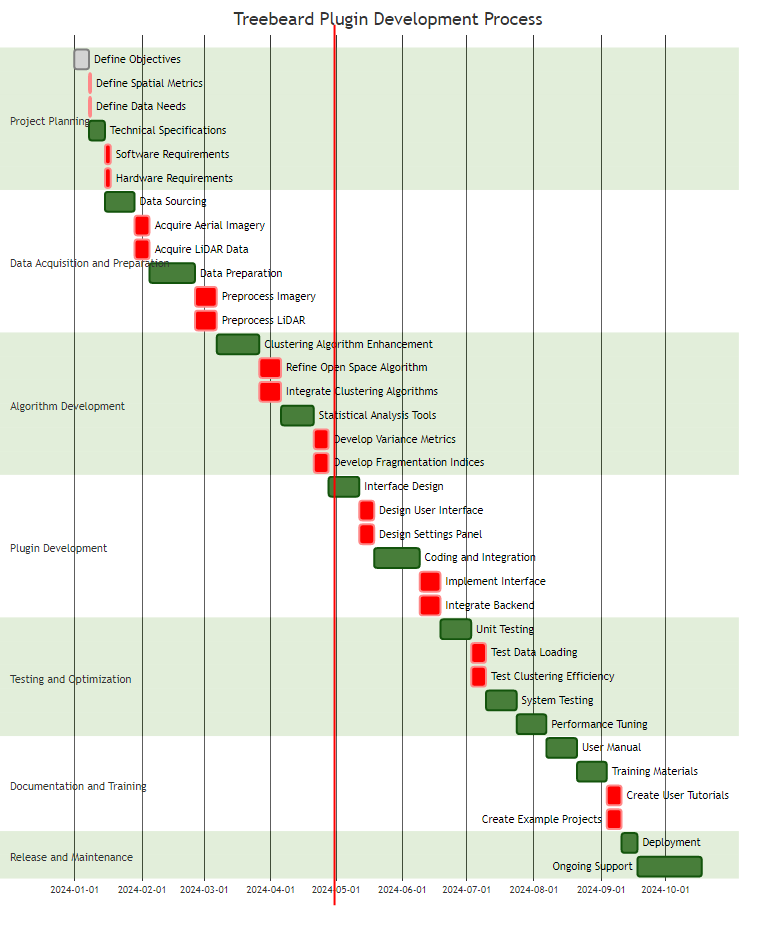 Treebeard Plugin Development Process
Define Objectives
Define Spatial Metrics
Define Data Needs
Project Planning
Technical Specifications
Software Requirements
Hardware Requirements
Data Sourcing
Acquire Aerial Imagery
Acquire LiDAR Data
Data Acquisition and Preparation
Data Preparation
Preprocess Imagery
Preprocess LiDAR
Clustering Algorithm Enhancement
Refine Open Space Algorithm
Integrate Clustering Algorithms
Algorithm Development
Statistical Analysis Tools
Develop Variance Metrics
Develop Fragmentation Indices
Interface Design
Design User Interface
Design Settings Panel
Plugin Development
Coding and Integration
Implement Interface
Integrate Backend
Unit Testing
Test Data Loading
Test Clustering Efficiency
Testing and Optimization
System Testing
Performance Tuning
User Manual
Training Materials
Documentation and Training
Create User Tutorials
Create Example Projects
Deployment
Release and Maintenance
Ongoing Support
2024-01-01 2024-02-01 2024-03-01 2024-04-01 2024-05-01 2024-06-01 2024-07-01 2024-08-01 2024-09-01 2024-10-01